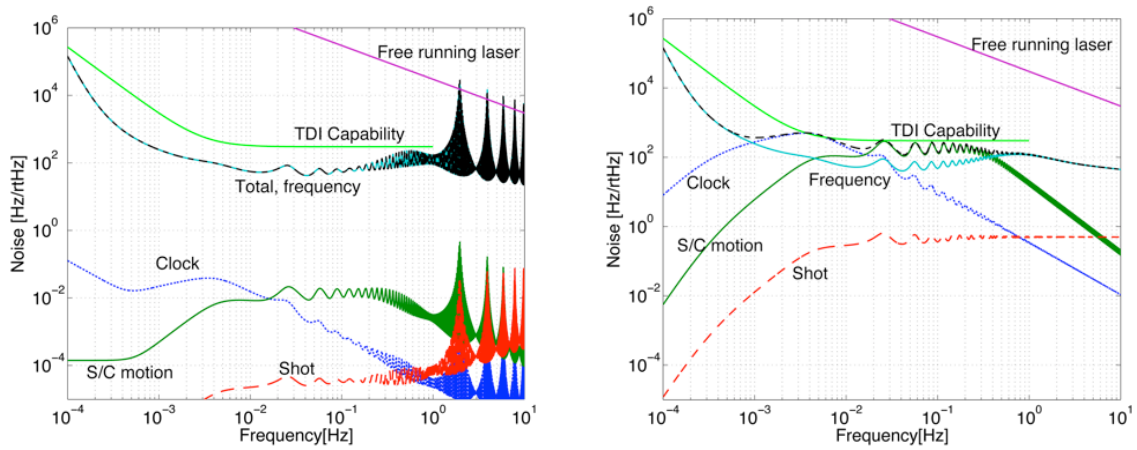 10^6
10^4
10^2
10^0
10^-2
10^-4
Noise [Hz/rtHz]
Free running laser
TDI Capability
Total, frequency
Clock
S/C motion
Shot
10^-4
10^-3
10^-2
10^-1
10^0
10^1
Frequency[Hz]
10^6
10^4
10^2
10^0
10^-2
10^-4
Noise [Hz/rtHz]
Free running laser
TDI Capability
Clock
Frequency
S/C motion
Shot
10^-4
10^-3
10^-2
10^-1
10^0
10^1
Frequency[Hz]